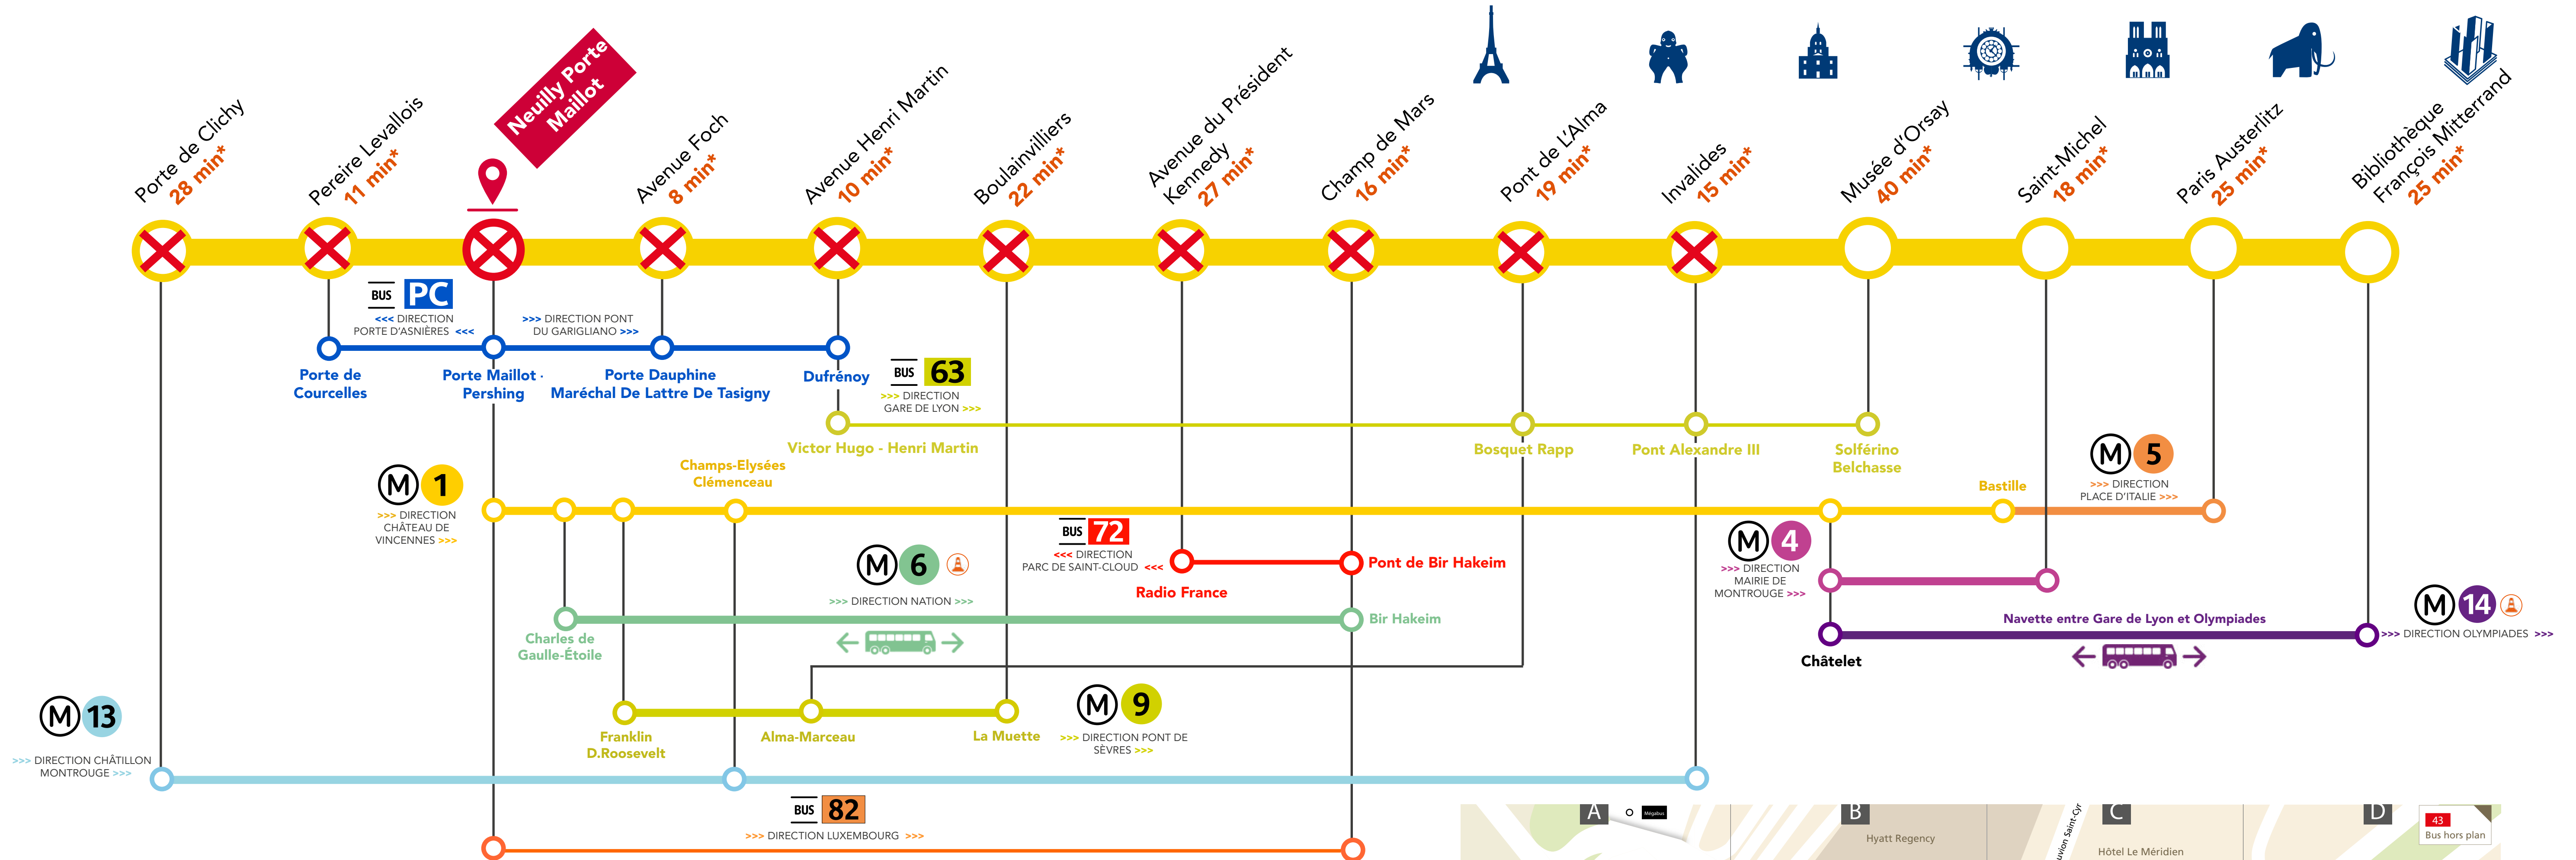 Porte de Clichy
28 min*
Pereire Levallois
11 min*
Neuilly Porte
Maillot
Avenue Foch
8 min*
Avenue Henri Martin
10 min*
Boulainvilliers
22 min*
Avenue du Président
Kennedy
27 min*
Champ de Mars
16 min*
Pont de L'Alma
19 min*
Invalides
15 min*
Musée d'Orsay
40 min*
Saint-Michel
18 min*
Paris Austerlitz
25 min*
Bibliothèque
François Mitterrand
25 min*
BUS PC
<<< DIRECTION
PORTE D'ASNIÈRES <<<
>>> DIRECTION PONT
DU GARIGLIANO >>>
Porte de
Courcelles
Porte Maillot ·
Pershing
Porte Dauphine
Maréchal De Lattre De Tasigny
Dufrénoy
BUS 63
>>> DIRECTION
GARE DE LYON >>>
Victor Hugo - Henri Martin
Bosquet Rapp
Pont Alexandre III
Solférino
Belchasse
M 1
>>> DIRECTION
CHÂTEAU DE
VINCENNES >>>
Champs-Elysées
Clémenceau
Bastille
M 5
>>> DIRECTION
PLACE D'ITALIE >>>
BUS 72
<<< DIRECTION
PARC DE SAINT-CLOUD <<<
Radio France
Pont de Bir Hakeim
M 4
>>> DIRECTION
MAIRIE DE
MONTROUGE >>>
M 6
>>> DIRECTION NATION >>>
Charles de
Gaulle-Étoile
Bir Hakeim
Navette entre Gare de Lyon et Olympiades
Châtelet
M 14
>>> DIRECTION OLYMPIADES >>>
Franklin
D.Roosevelt
Alma-Marceau
La Muette
M 9
>>> DIRECTION PONT DE
SÈVRES >>>
M 13
>>> DIRECTION CHÂTILLON
MONTROUGE >>>
BUS 82
>>> DIRECTION LUXEMBOURG >>>
A
Mégabus
B
Hyatt Regency
C
Hôtel Le Méridien
D
43
Bus hors plan